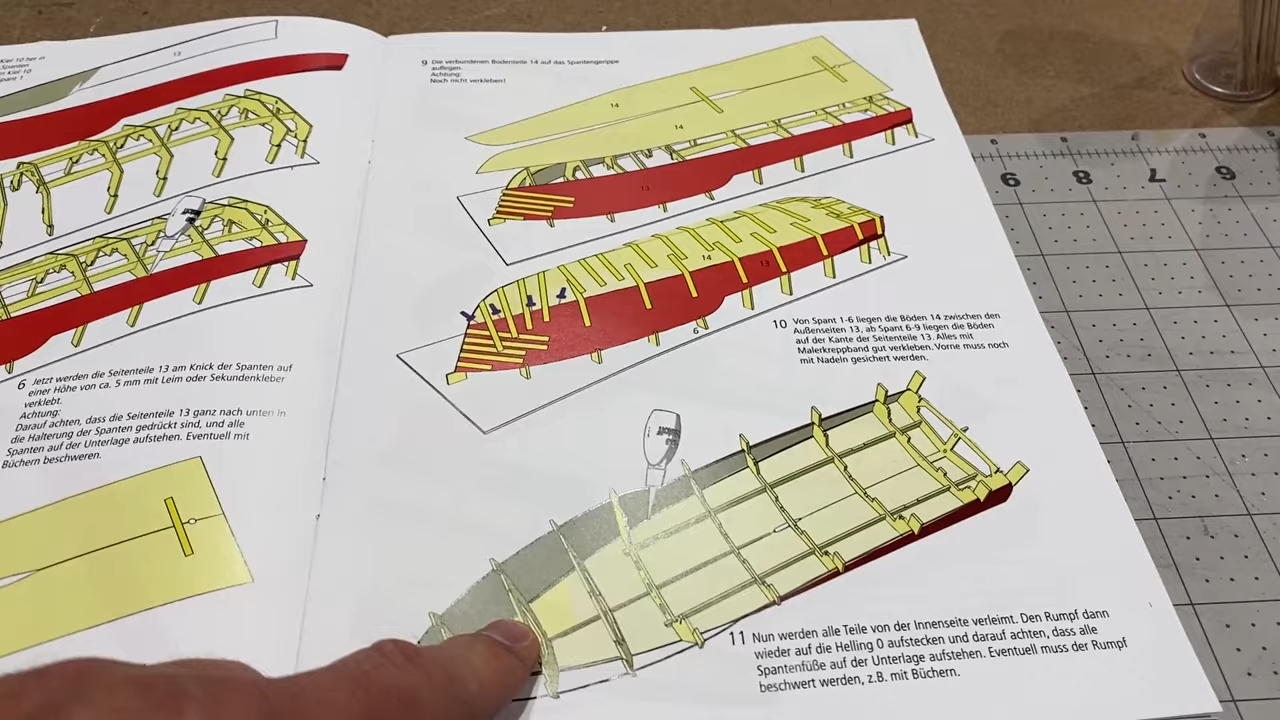 Kiel 10 her in
Spanten
Kiel 10
Spant 1
13
6 Jetzt werden die Seitenteile 13 am Knick der Spanten auf
einer Höhe von ca. 5 mm mit Leim oder Sekundenkleber
verklebt.
Achtung:
Darauf achten, dass die Seitenteile 13 ganz nach unten in
die Halterung der Spanten gedrückt sind, und alle
Spanten auf der Unterlage aufstehen. Eventuell mit
Büchern beschweren.
9 Die verbundenen Bodenteile 14 auf das Spantengerippe
auflegen.
Achtung:
Noch nicht verkleben!
14
14
13
14
13
6
10 Von Spant 1-6 liegen die Böden 14 zwischen den
Außenseiten 13, ab Spant 6-9 liegen die Böden
auf der Kante der Seitenteile 13. Alles mit
Malerkreppband gut verkleben. Vorne muss noch
mit Nadeln gesichert werden.
11 Nun werden alle Teile von der Innenseite verleimt. Den Rumpf dann
wieder auf die Helling 0 aufstecken und darauf achten, dass alle
Spantenfüße auf der Unterlage aufstehen. Eventuell muss der Rumpf
beschwert werden, z.B. mit Büchern.
9 8 7 6